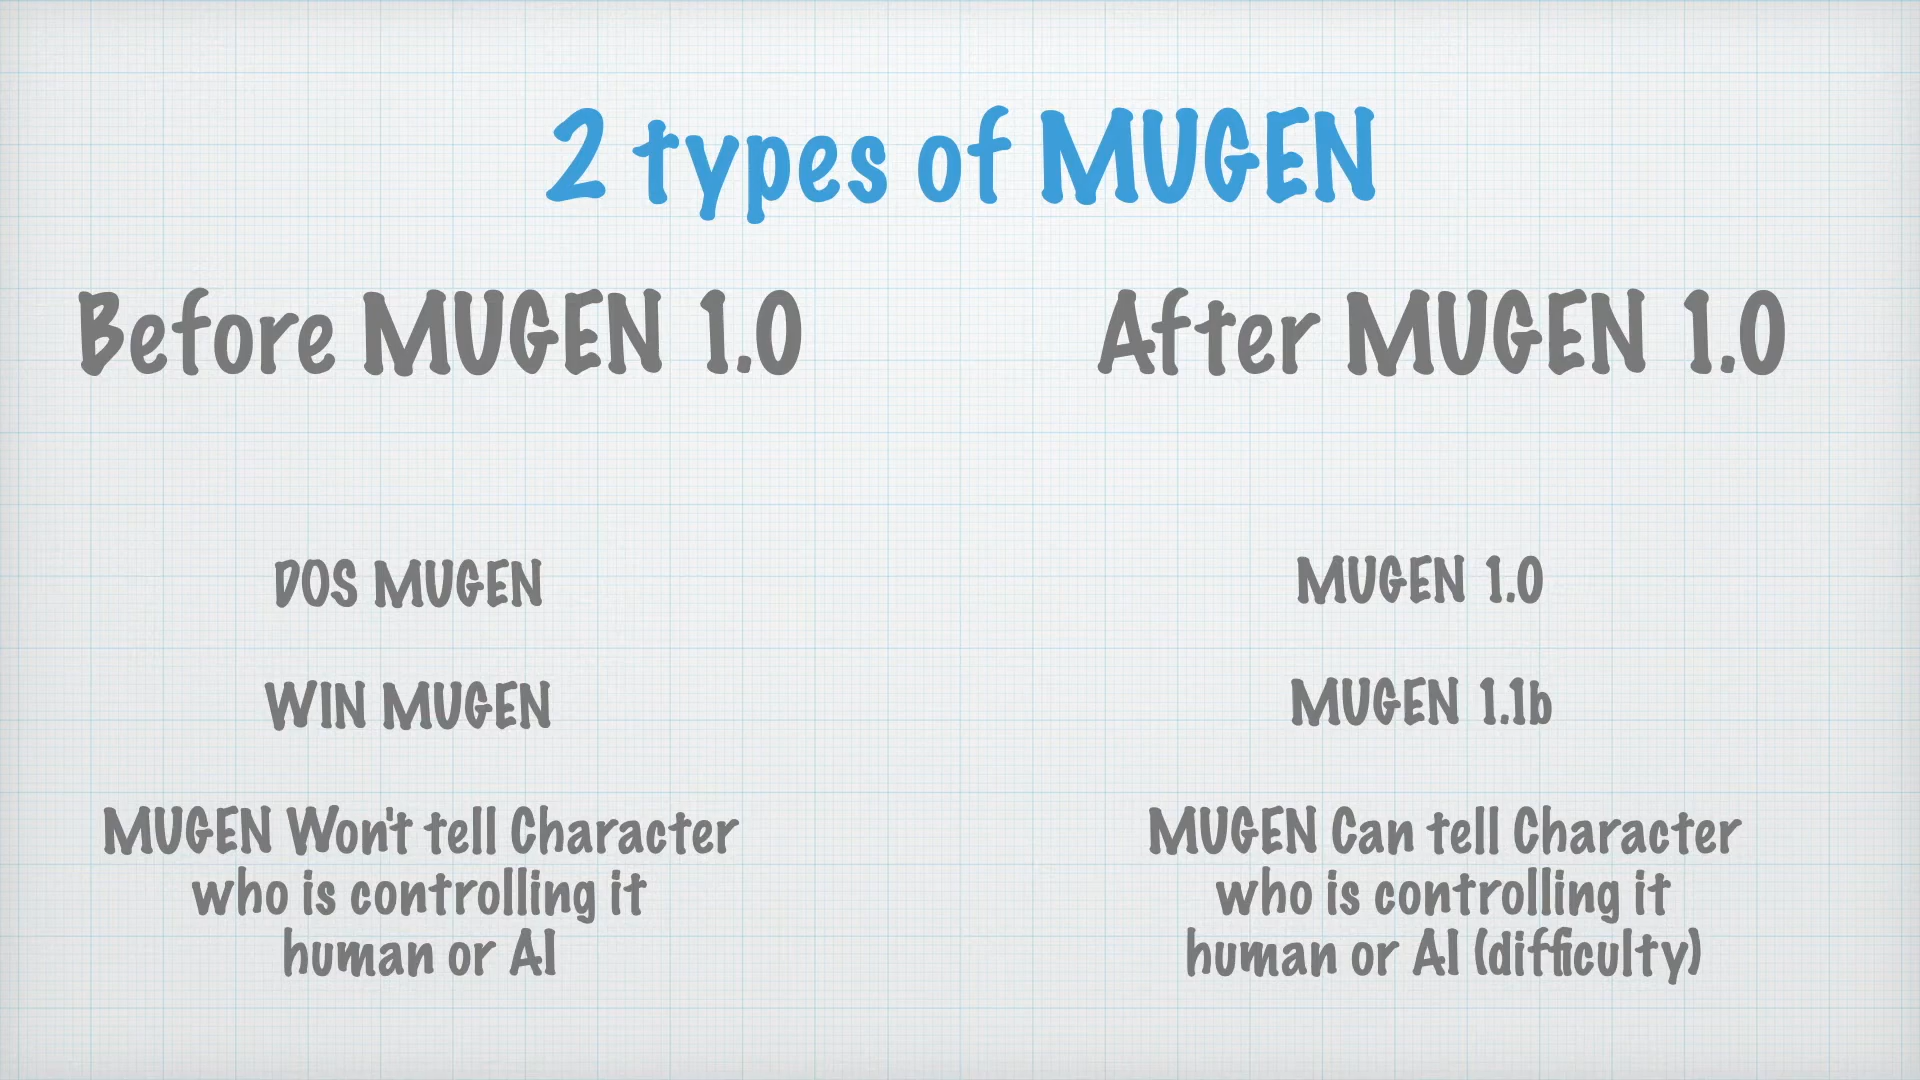 2 types of MUGEN
Before MUGEN 1.0
After MUGEN 1.0
DOS MUGEN
WIN MUGEN
MUGEN Won't tell Character
who is controlling it
human or AI
MUGEN 1.0
MUGEN 1.1b
MUGEN Can tell Character
who is controlling it
human or AI (difficulty)